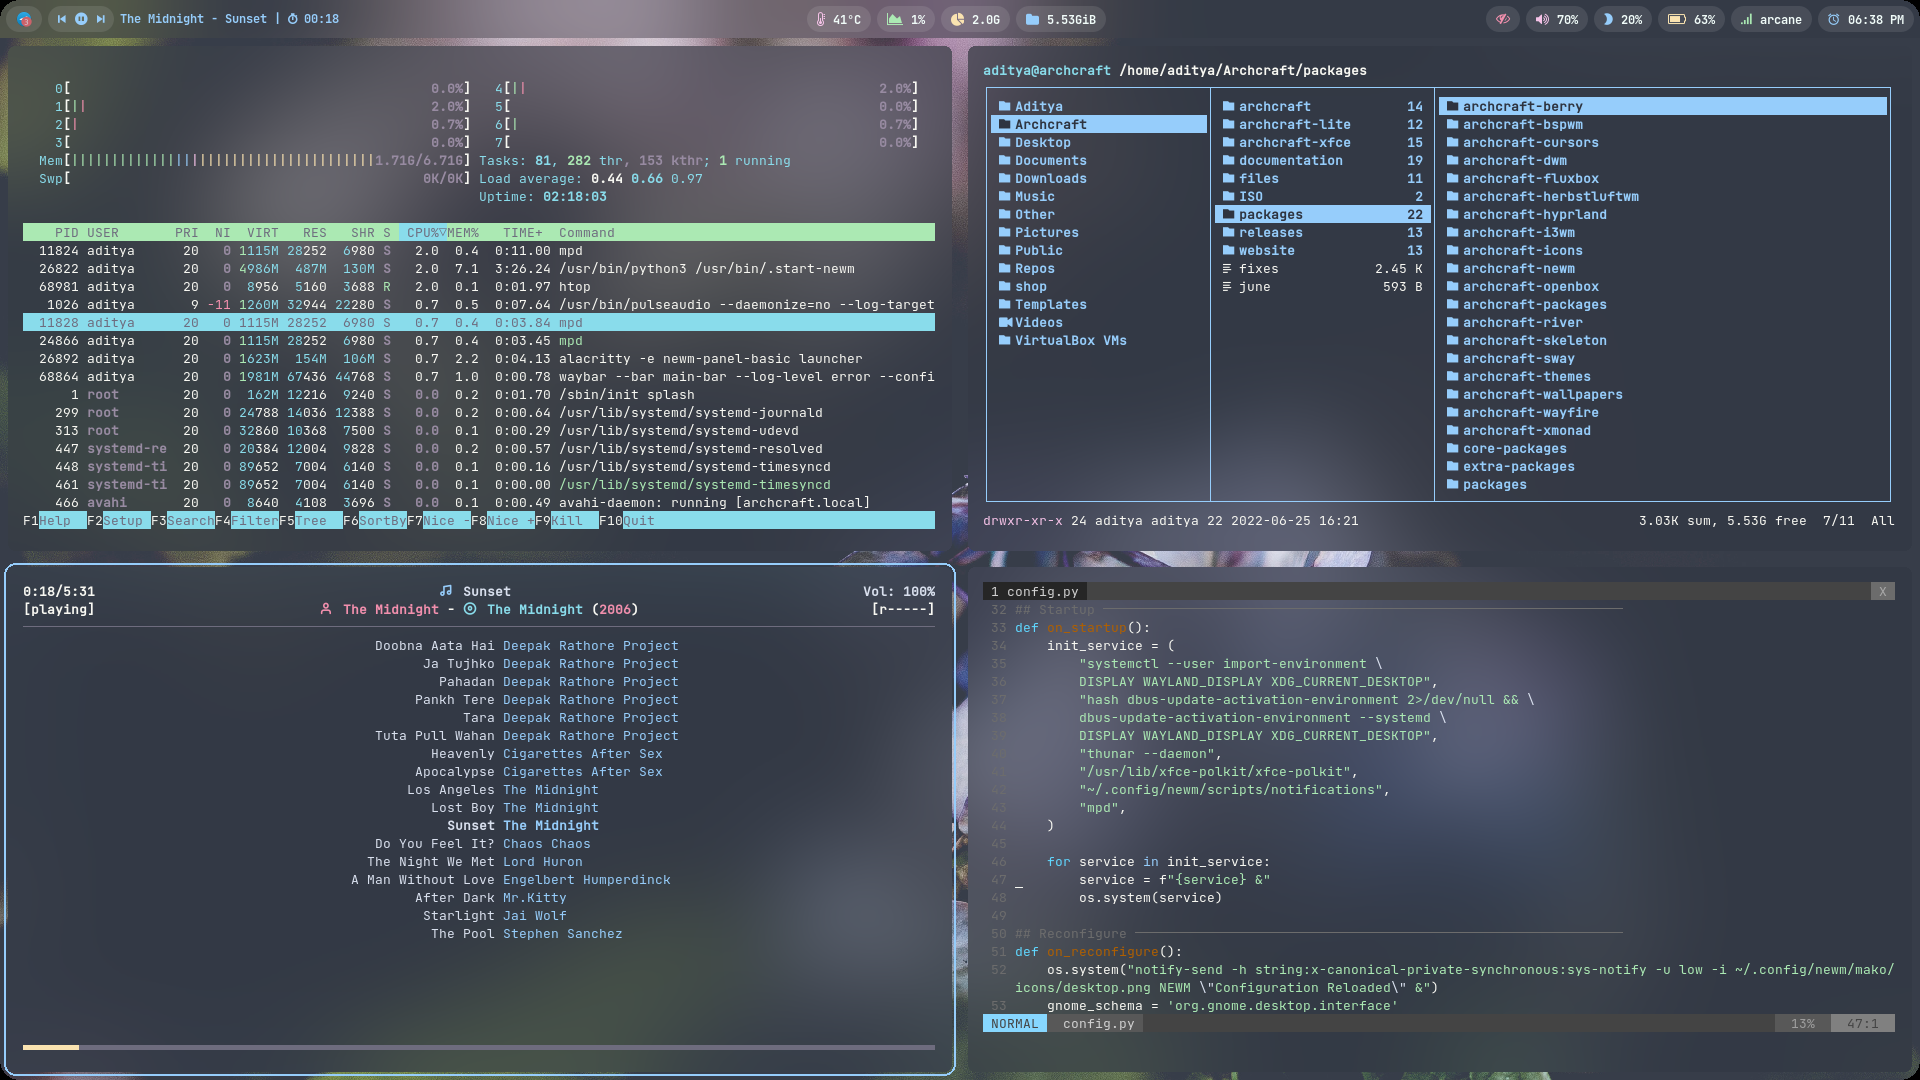 The Midnight - Sunset | 00:18
41°C 1% 2.0G 5.53GiB
70% 20% 63% arcane 06:38 PM
0[ 0.0%] 4[|| 2.0%]
1[|| 2.0%] 5[ 0.0%]
2[| 0.7%] 6[| 0.7%]
3[ 0.0%] 7[ 0.0%]
Mem[||||||||||||||||||||||||||||||||||||||1.71G/6.71G] Tasks: 81, 282 thr, 153 kthr; 1 running
Swp[ 0K/0K] Load average: 0.44 0.66 0.97
Uptime: 02:18:03
PID USER PRI NI VIRT RES SHR S CPU%▽MEM% TIME+ Command
11824 aditya 20 0 1115M 28252 6980 S 2.0 0.4 0:11.00 mpd
26822 aditya 20 0 4986M 487M 130M S 2.0 7.1 3:26.24 /usr/bin/python3 /usr/bin/.start-newm
68981 aditya 20 0 8956 5160 3688 R 2.0 0.1 0:01.97 htop
1026 aditya 9 -11 1260M 32944 22280 S 0.7 0.5 0:07.64 /usr/bin/pulseaudio --daemonize=no --log-target
11828 aditya 20 0 1115M 28252 6980 S 0.7 0.4 0:03.84 mpd
24866 aditya 20 0 1115M 28252 6980 S 0.7 0.4 0:03.45 mpd
26892 aditya 20 0 1623M 154M 106M S 0.7 2.2 0:04.13 alacritty -e newm-panel-basic launcher
68864 aditya 20 0 1981M 67436 44768 S 0.7 1.0 0:00.78 waybar --bar main-bar --log-level error --confi
1 root 20 0 162M 12216 9240 S 0.0 0.2 0:01.70 /sbin/init splash
299 root 20 0 24788 14036 12388 S 0.0 0.2 0:00.64 /usr/lib/systemd/systemd-journald
313 root 20 0 32860 10368 7500 S 0.0 0.1 0:00.29 /usr/lib/systemd/systemd-udevd
447 systemd-re 20 0 20384 12004 9828 S 0.0 0.2 0:00.57 /usr/lib/systemd/systemd-resolved
448 systemd-ti 20 0 89652 7004 6140 S 0.0 0.1 0:00.16 /usr/lib/systemd/systemd-timesyncd
461 systemd-ti 20 0 89652 7004 6140 S 0.0 0.1 0:00.00 /usr/lib/systemd/systemd-timesyncd
466 avahi 20 0 8640 4108 3696 S 0.0 0.1 0:00.49 avahi-daemon: running [archcraft.local]
F1Help F2Setup F3SearchF4FilterF5Tree F6SortByF7Nice -F8Nice +F9Kill F10Quit
aditya@archcraft /home/aditya/Archcraft/packages
Aditya archcraft 14 archcraft-berry
Archcraft archcraft-lite 12 archcraft-bspwm
Desktop archcraft-xfce 15 archcraft-cursors
Documents documentation 19 archcraft-dwm
Downloads files 11 archcraft-fluxbox
Music ISO 2 archcraft-herbstluftwm
Other packages 22 archcraft-hyprland
Pictures releases 13 archcraft-i3wm
Public website 13 archcraft-icons
Repos fixes 2.45 K archcraft-newm
shop june 593 B archcraft-openbox
Templates archcraft-packages
Videos archcraft-river
VirtualBox VMs archcraft-skeleton
archcraft-sway
archcraft-themes
archcraft-wallpapers
archcraft-wayfire
archcraft-xmonad
core-packages
extra-packages
packages
drwxr-xr-x 24 aditya aditya 22 2022-06-25 16:21 3.03K sum, 5.53G free 7/11 All
0:18/5:31 Sunset Vol: 100%
[playing] The Midnight - The Midnight (2006) [r-----]
Doobna Aata Hai Deepak Rathore Project
Ja Tujhko Deepak Rathore Project
Pahadan Deepak Rathore Project
Pankh Tere Deepak Rathore Project
Tara Deepak Rathore Project
Tuta Pull Wahan Deepak Rathore Project
Heavenly Cigarettes After Sex
Apocalypse Cigarettes After Sex
Los Angeles The Midnight
Lost Boy The Midnight
Sunset The Midnight
Do You Feel It? Chaos Chaos
The Night We Met Lord Huron
A Man Without Love Engelbert Humperdinck
After Dark Mr.Kitty
Starlight Jai Wolf
The Pool Stephen Sanchez
1 config.py X
32 ## Startup
33 def on_startup():
34 init_service = (
35 "systemctl --user import-environment \
36 DISPLAY WAYLAND_DISPLAY XDG_CURRENT_DESKTOP",
37 "hash dbus-update-activation-environment 2>/dev/null && \
38 dbus-update-activation-environment --systemd \
39 DISPLAY WAYLAND_DISPLAY XDG_CURRENT_DESKTOP",
40 "thunar --daemon",
41 "/usr/lib/xfce-polkit/xfce-polkit",
42 "~/.config/newm/scripts/notifications",
43 "mpd",
44 )
45
46 for service in init_service:
47 service = f"{service} &"
48 os.system(service)
49
50 ## Reconfigure
51 def on_reconfigure():
52 os.system("notify-send -h string:x-canonical-private-synchronous:sys-notify -u low -i ~/.config/newm/mako/
icons/desktop.png NEWM \"Configuration Reloaded\" &")
53 gnome_schema = 'org.gnome.desktop.interface'
NORMAL config.py 13% 47:1